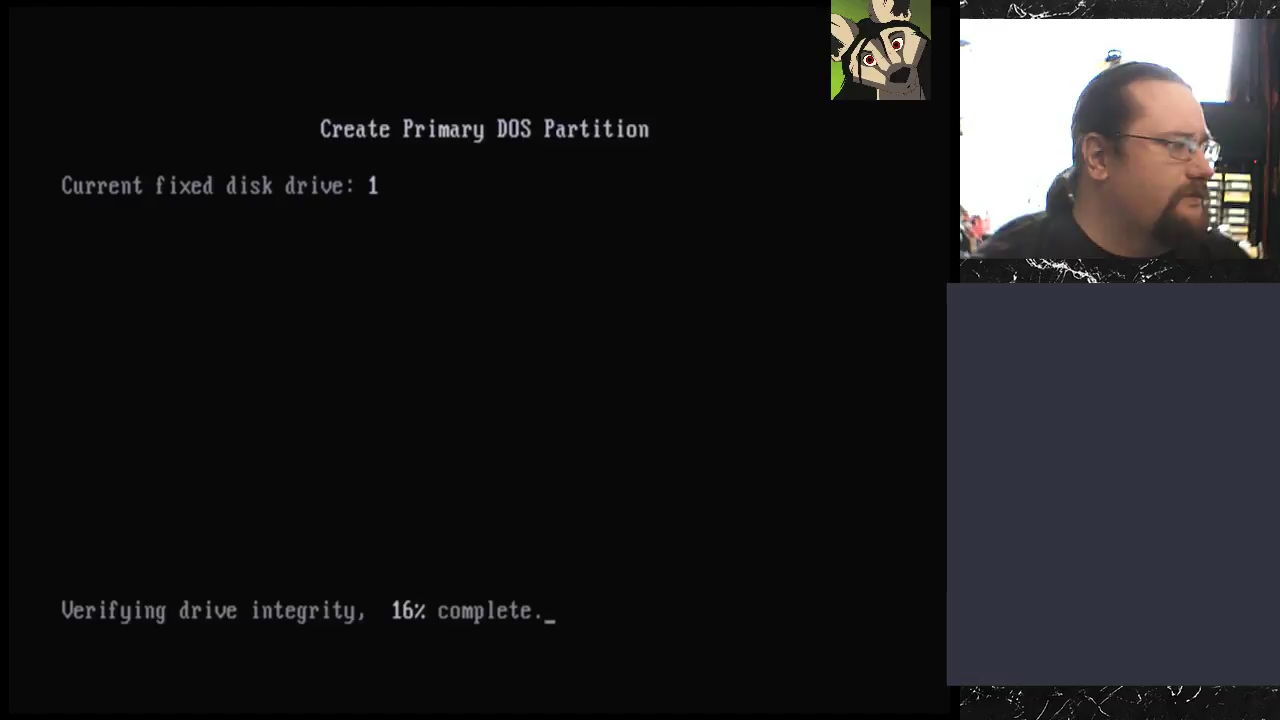 Create Primary DOS Partition
Current fixed disk drive: 1
Verifying drive integrity, 16% complete._